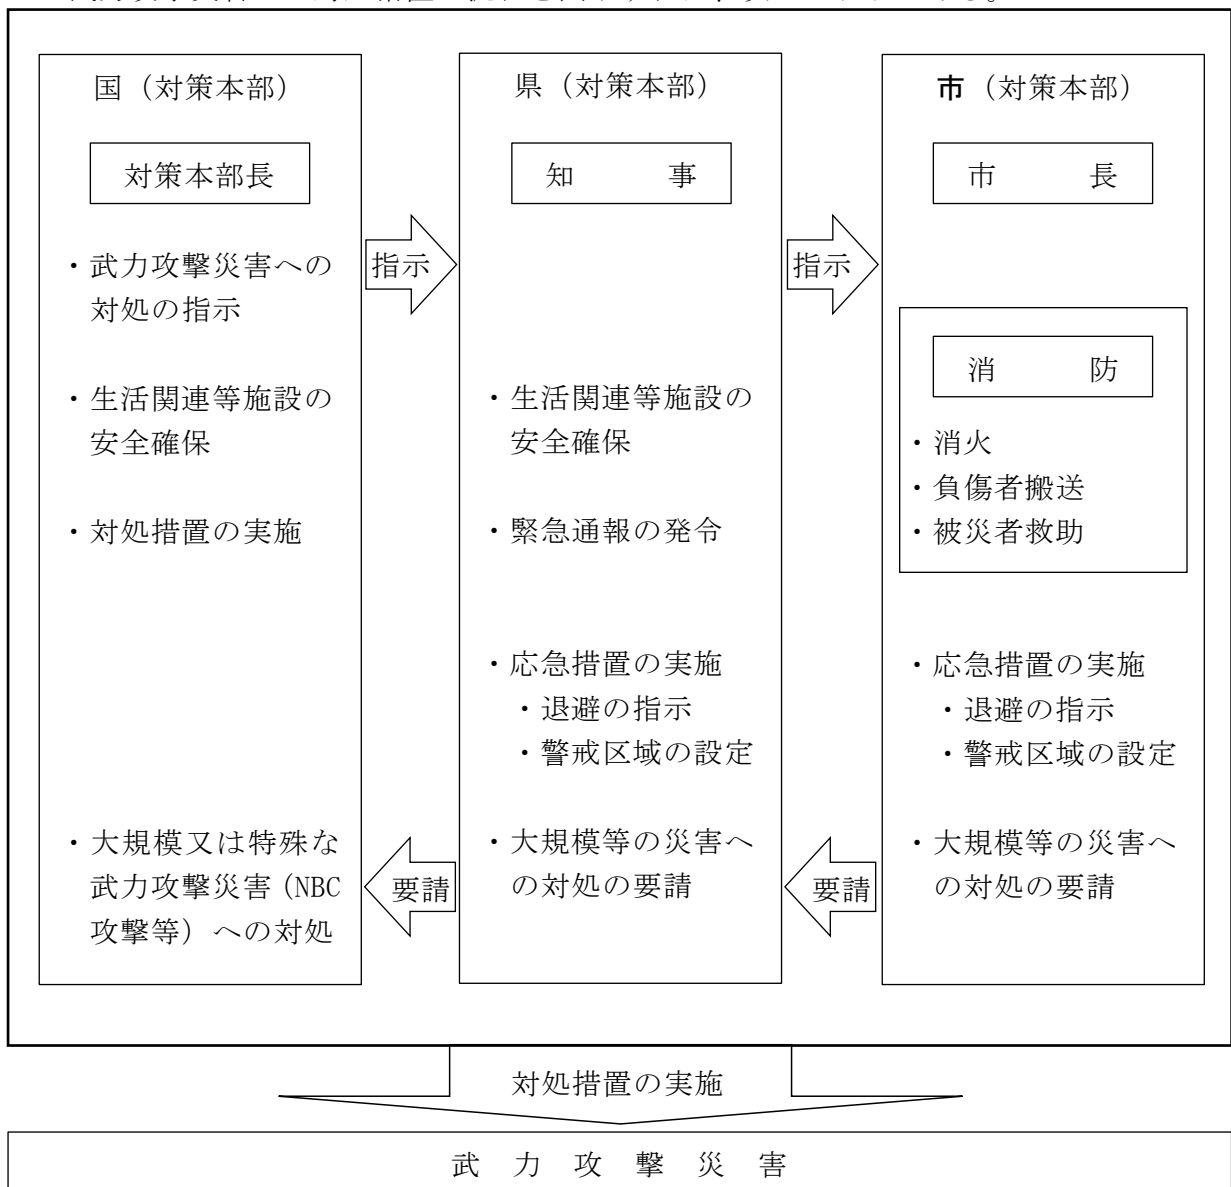 国（対策本部）
対策本部長
・武力攻撃災害への
対処の指示
・生活関連等施設の
安全確保
・対処措置の実施
・大規模又は特殊な
武力攻撃災害（NBC
攻撃等）への対処
指示
要請
県（対策本部）
知　　事
・生活関連等施設の
安全確保
・緊急通報の発令
・応急措置の実施
・退避の指示
・警戒区域の設定
・大規模等の災害へ
の対処の要請
指示
要請
市（対策本部）
市　　長
消　　防
・消火
・負傷者搬送
・被災者救助
・応急措置の実施
・退避の指示
・警戒区域の設定
・大規模等の災害へ
の対処の要請
対処措置の実施
武　力　攻　撃　災　害